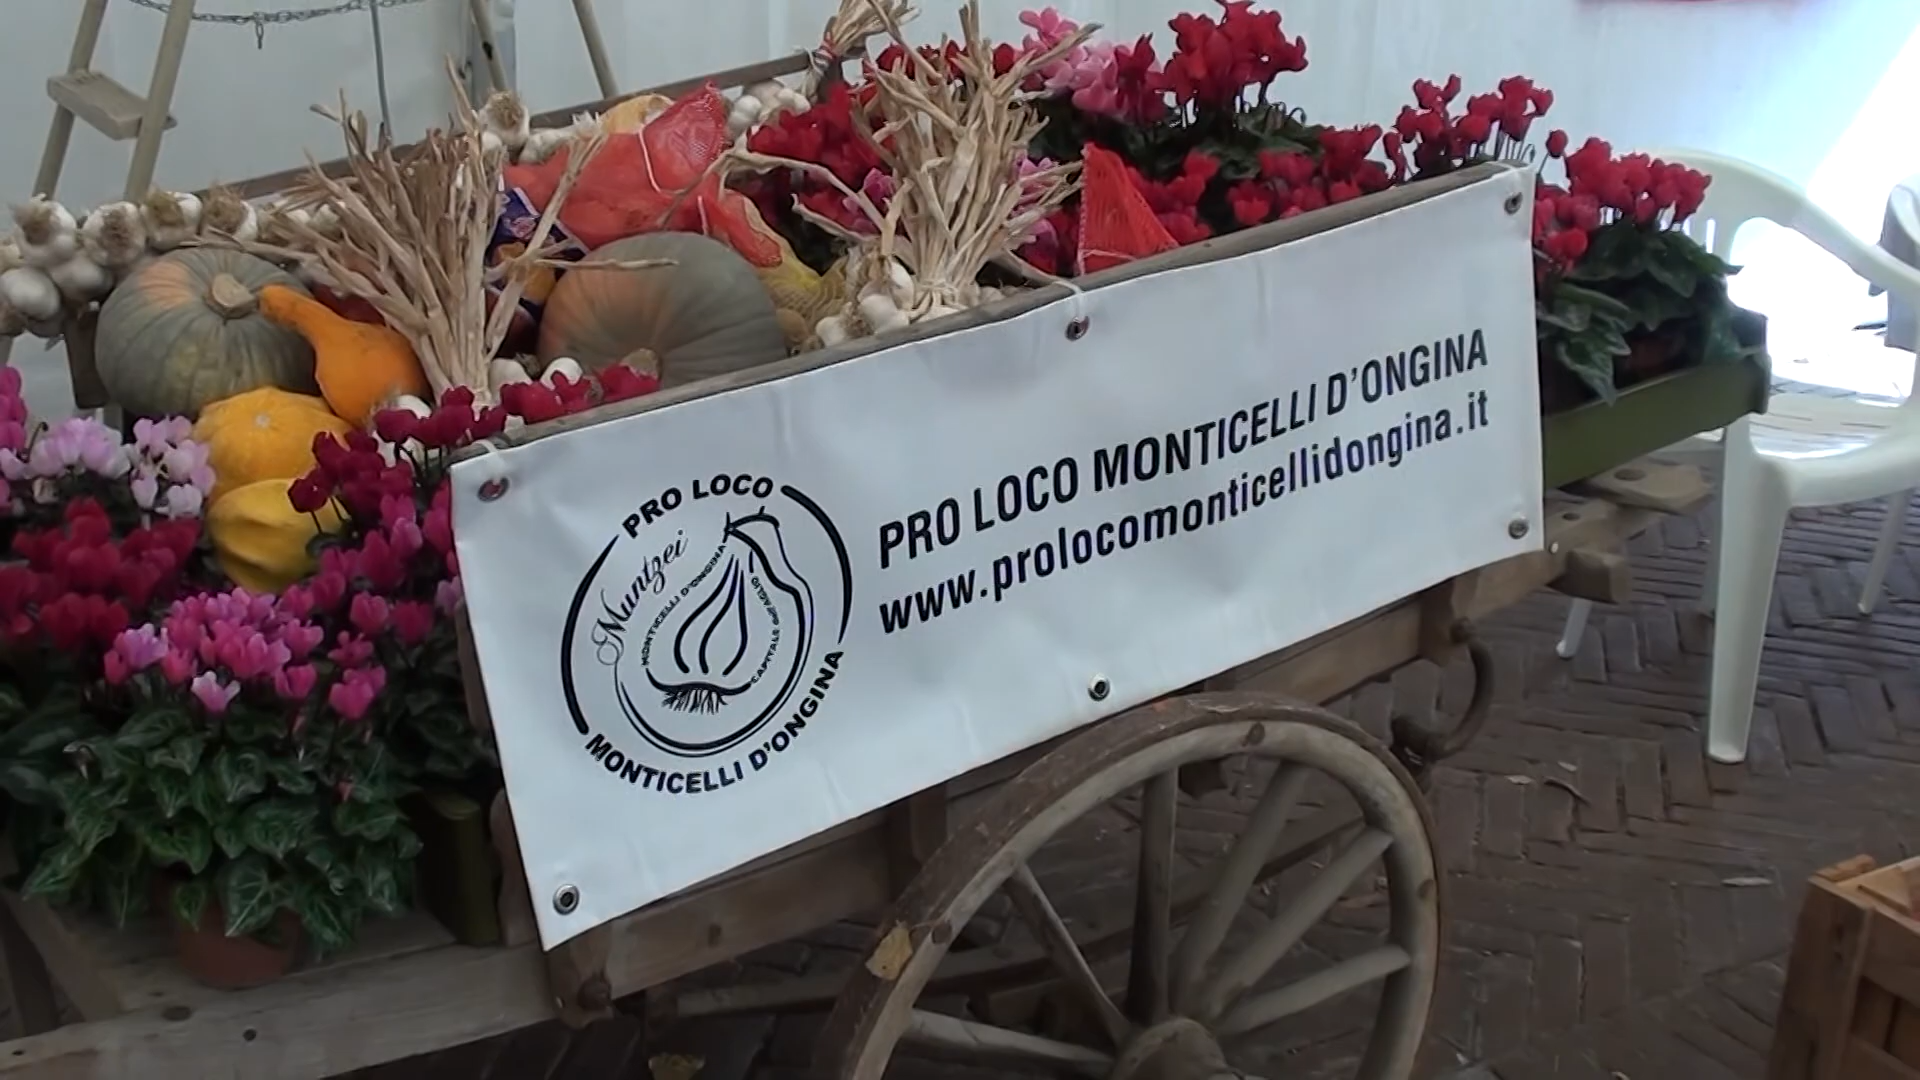 PRO LOCO
Muntzei
MONTICELLI D'ONGINA
CAPITALE dell'AGLIO
MONTICELLI D'ONGINA
PRO LOCO MONTICELLI D'ONGINA
www.prolocomonticellidongina.it